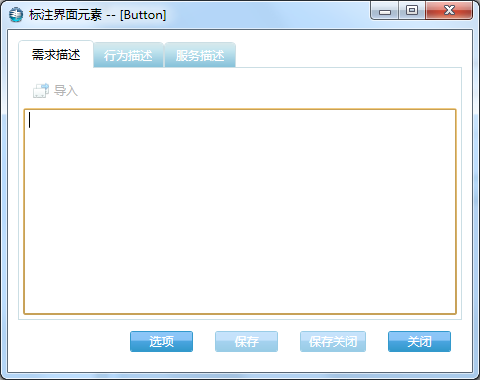 标注界面元素 -- [Button]
需求描述 行为描述 服务描述
导入
选项 保存 保存关闭 关闭